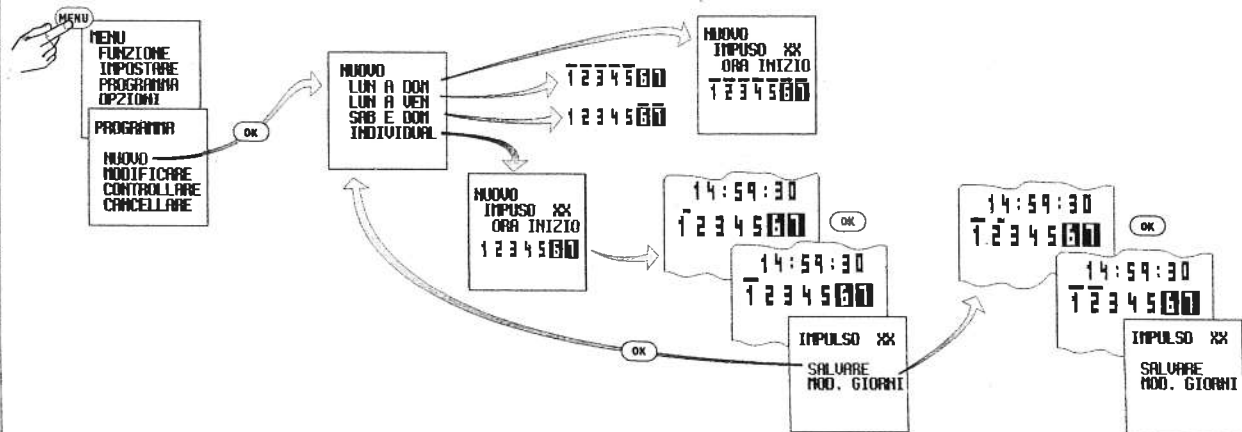 MENU
MENU
FUNZIONE
IMPOSTARE
PROGRAMMA
OPZIONI
PROGRAMMA
NUOVO
MODIFICARE
CONTROLLARE
CANCELLARE
OK
NUOVO
LUN A DOM
LUN A VEN
SAB E DOM
INDIVIDUAL
1234567
1234567
NUOVO
IMPUSO XX
ORA INIZIO
1234567
NUOVO
IMPUSO XX
ORA INIZIO
1234567
14:59:30
1234567
OK
14:59:30
1234567
IMPULSO XX
SALVARE
MOD. GIORNI
OK
14:59:30
1234567
OK
14:59:30
1234567
IMPULSO XX
SALVARE
MOD. GIORNI